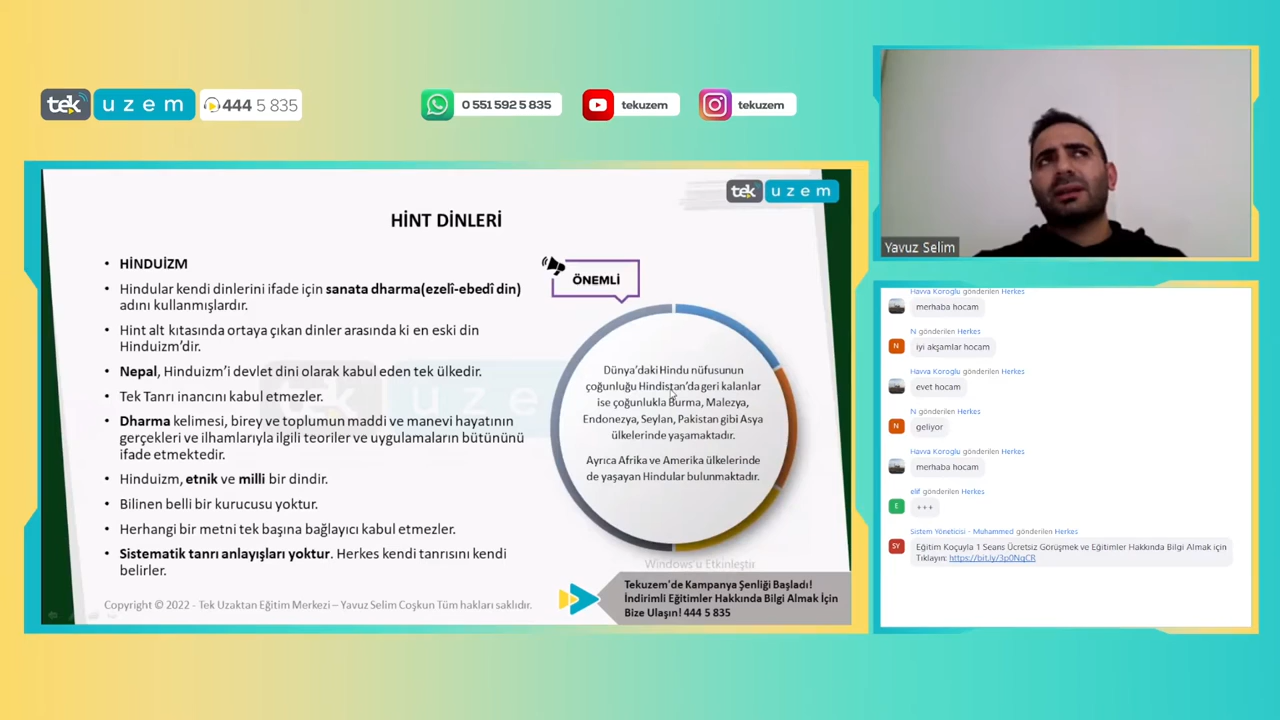 tek uzem 444 5 835
0 551 592 5 835
tekuzem
tekuzem
tek uzem
HİNT DİNLERİ
• HİNDUİZM
• Hindular kendi dinlerini ifade için sanata dharma(ezelî-ebedî din)
adını kullanmışlardır.
• Hint alt kıtasında ortaya çıkan dinler arasında ki en eski din
Hinduizm'dir.
• Nepal, Hinduizm'i devlet dini olarak kabul eden tek ülkedir.
• Tek Tanrı inancını kabul etmezler.
• Dharma kelimesi, birey ve toplumun maddi ve manevi hayatının
gerçekleri ve ilhamlarıyla ilgili teoriler ve uygulamaların bütününü
ifade etmektedir.
• Hinduizm, etnik ve milli bir dindir.
• Bilinen belli bir kurucusu yoktur.
• Herhangi bir metni tek başına bağlayıcı kabul etmezler.
• Sistematik tanrı anlayışları yoktur. Herkes kendi tanrısını kendi
belirler.
ÖNEMLİ
Dünya'daki Hindu nüfusunun
çoğunluğu Hindistan'da geri kalanlar
ise çoğunlukla Burma, Malezya,
Endonezya, Seylan, Pakistan gibi Asya
ülkelerinde yaşamaktadır.
Ayrıca Afrika ve Amerika ülkelerinde
de yaşayan Hindular bulunmaktadır.
tek uze
Windows'u Etkinleştir
Copyright © 2022 - Tek Uzaktan Eğitim Merkezi – Yavuz Selim Coşkun Tüm hakları saklıdır.
Tekuzem'de Kampanya Şenliği Başladı!
İndirimli Eğitimler Hakkında Bilgi Almak İçin
Bize Ulaşın! 444 5 835
Yavuz Selim
Havva Koroglu gönderilen Herkes
merhaba hocam
N gönderilen Herkes
N
iyi akşamlar hocam
Havva Koroglu gönderilen Herkes
evet hocam
N gönderilen Herkes
N
geliyor
Havva Koroglu gönderilen Herkes
merhaba hocam
elif gönderilen Herkes
E
+++
Sistem Yöneticisi - Muhammed gönderilen Herkes
SY
Eğitim Koçuyla 1 Seans Ücretsiz Görüşmek ve Eğitimler Hakkında Bilgi Almak için
Tıklayın: https://bit.ly/3p0NqCR